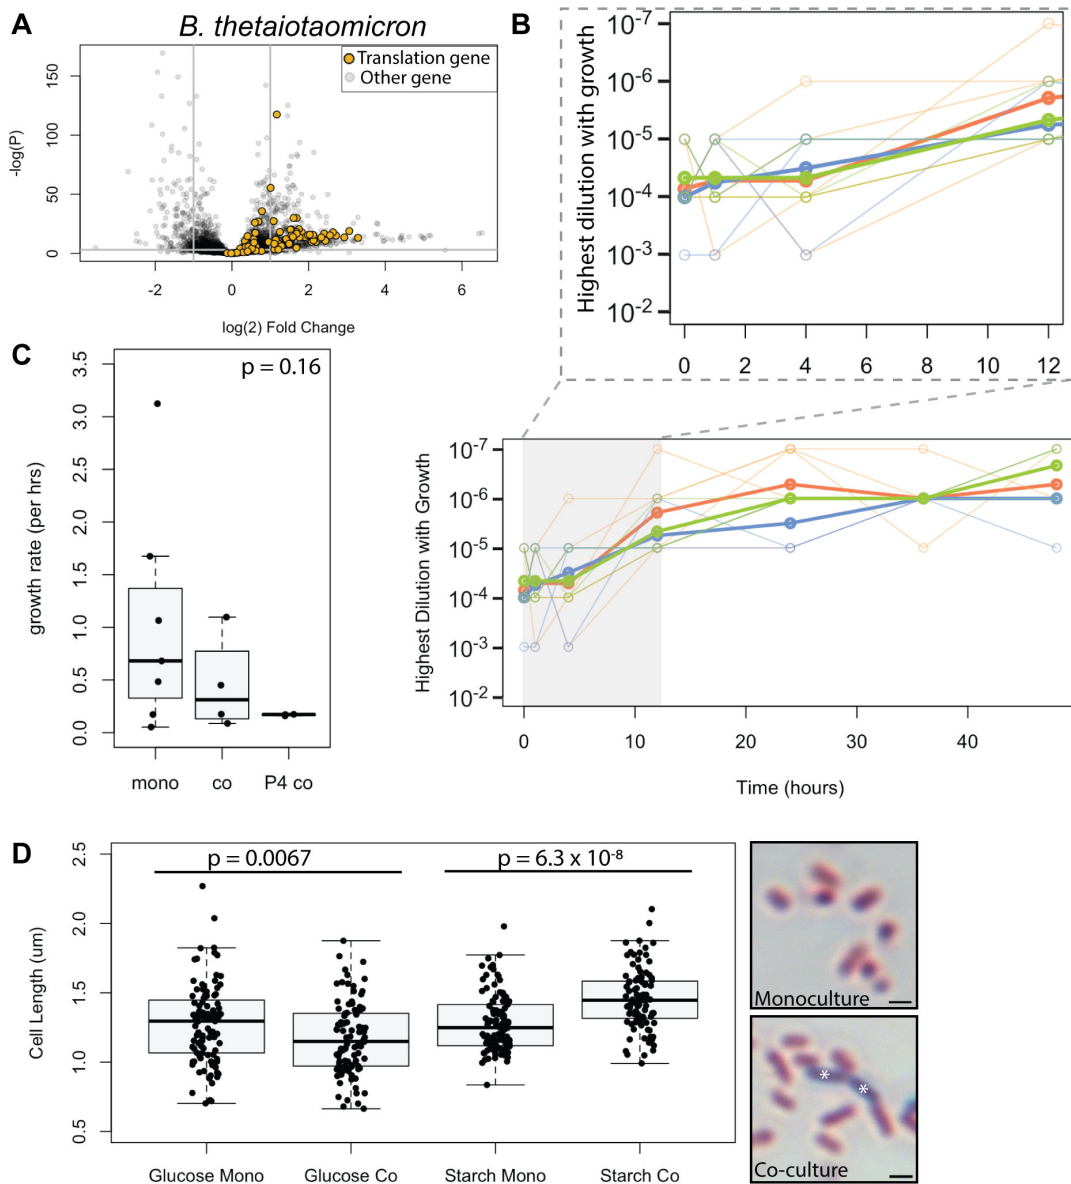 A
B. thetaiotaomicron
Translation gene
Other gene
-log(P)
150
100
50
0
-2
0
2
4
6
log(2) Fold Change
B
Highest dilution with growth
10-7
10-6
10-5
10-4
10-3
10-2
0
2
4
6
8
10
12
Highest Dilution with Growth
10-7
10-6
10-5
10-4
10-3
10-2
0
10
20
30
40
Time (hours)
C
p = 0.16
growth rate (per hrs)
3.5
3.0
2.5
2.0
1.5
1.0
0.5
0.0
mono
co
P4 co
D
p = 0.0067
p = 6.3 x 10-8
Cell Length (um)
2.5
2.0
1.5
1.0
0.5
Glucose Mono
Glucose Co
Starch Mono
Starch Co
Monoculture
* *
Co-culture